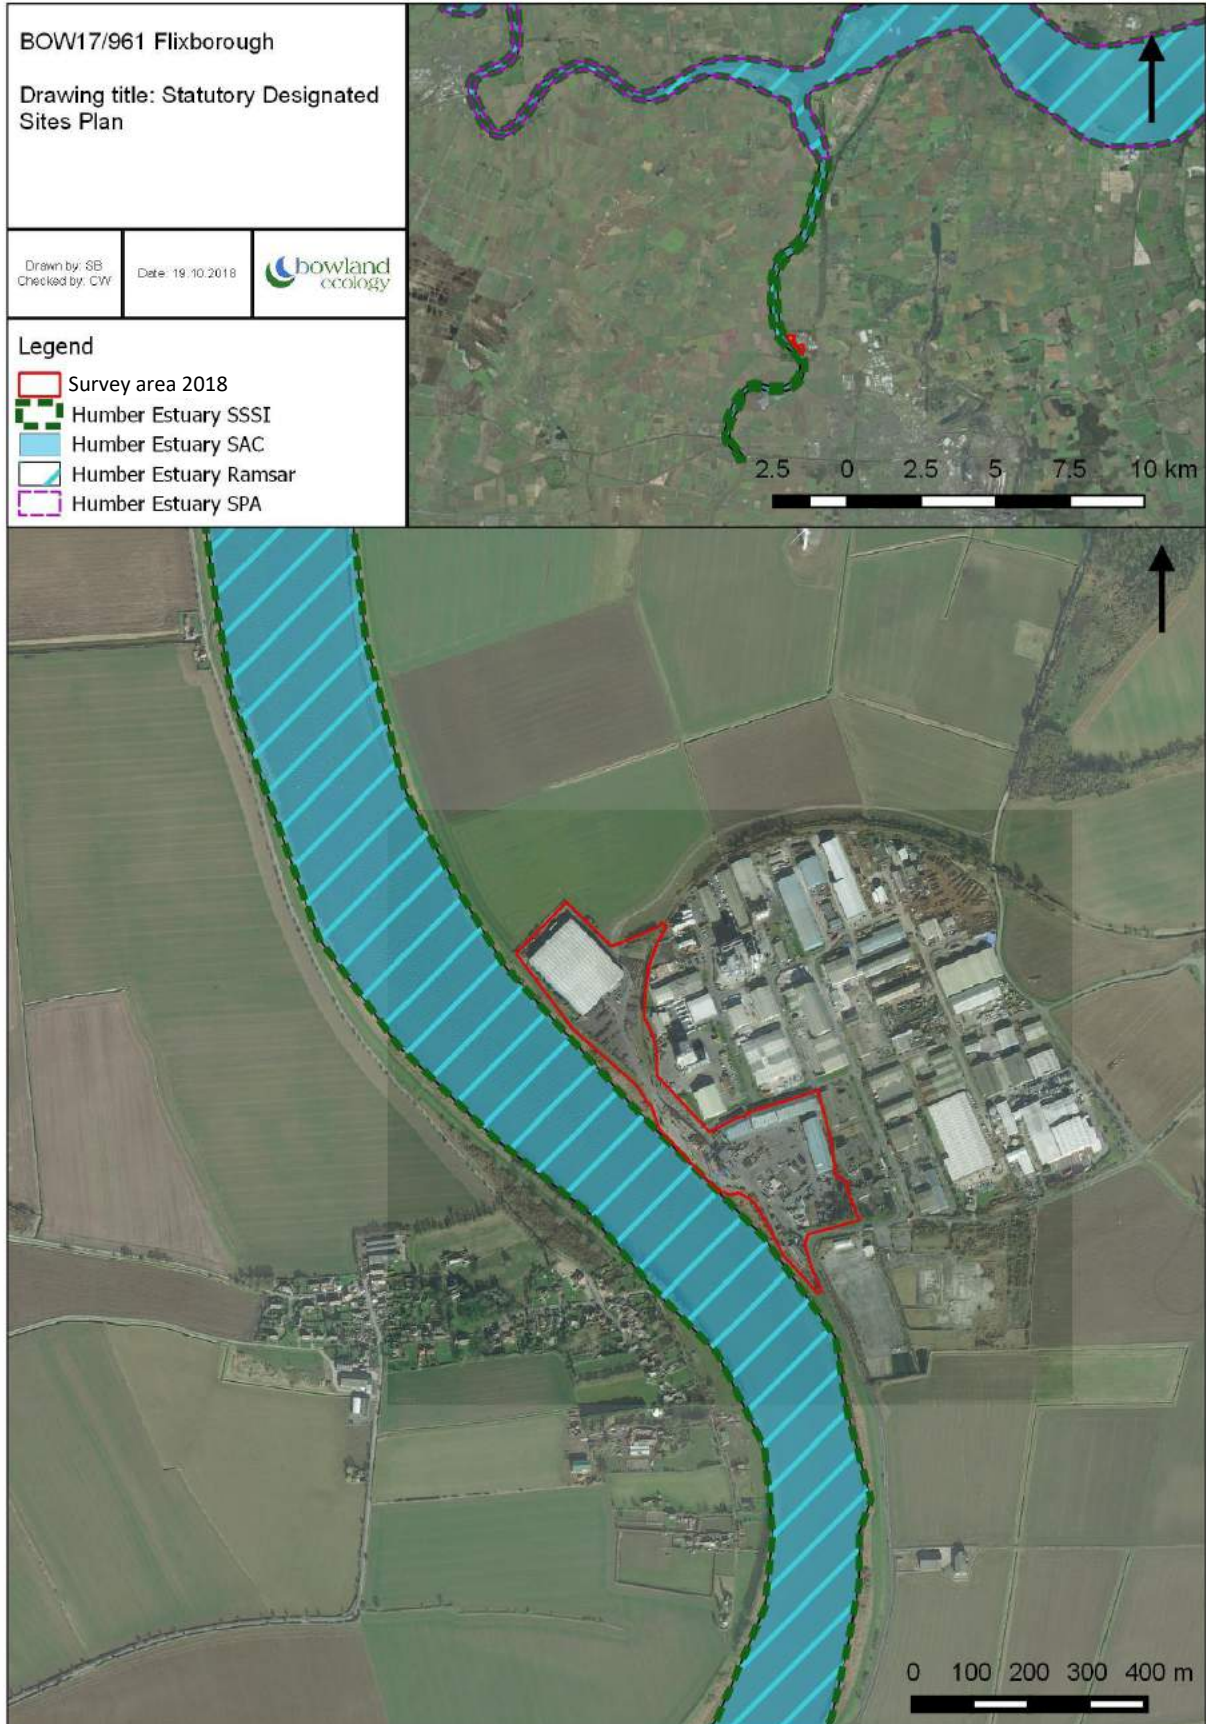 BOW17/961 Flixborough
Drawing title: Statutory Designated
Sites Plan
Drawn by: SB
Checked by: CW
Date: 19.10.2018
bowland
ecology
Legend
Survey area 2018
Humber Estuary SSSI
Humber Estuary SAC
Humber Estuary Ramsar
Humber Estuary SPA
2.5 0 2.5 5 7.5 10 km
0 100 200 300 400 m